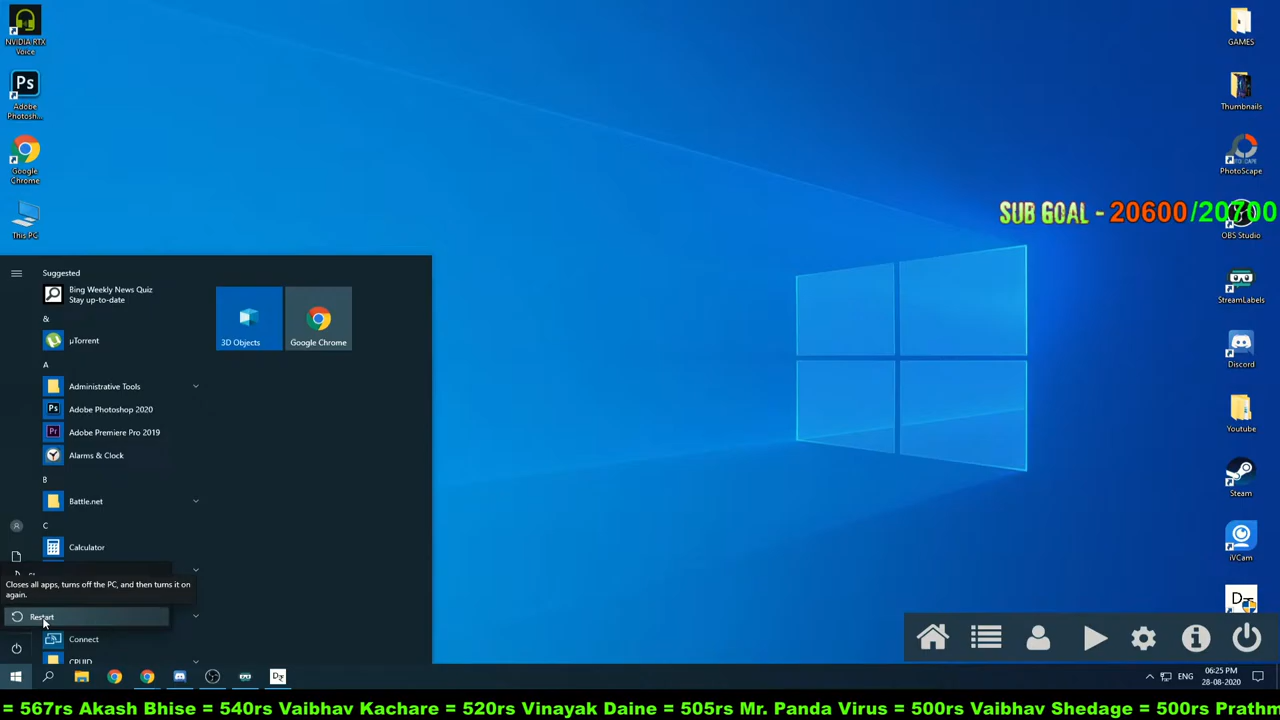 NVIDIA RTX
Voice
Adobe
Photosh...
Google
Chrome
This PC
GAMES
Thumbnails
PhotoScape
SUB GOAL - 20600/20700
OBS Studio
StreamLabels
Discord
Youtube
Steam
iVCam
Suggested
Bing Weekly News Quiz
Stay up-to-date
&
µTorrent
A
Administrative Tools
Adobe Photoshop 2020
Adobe Premiere Pro 2019
Alarms & Clock
B
Battle.net
C
Calculator
3D Objects
Google Chrome
Closes all apps, turns off the PC, and then turns it on
again.
Restart
Connect
CPUID
ENG
06:25 PM
28-08-2020
= 567rs Akash Bhise = 540rs Vaibhav Kachare = 520rs Vinayak Daine = 505rs Mr. Panda Virus = 500rs Vaibhav Shedage = 500rs Prathm